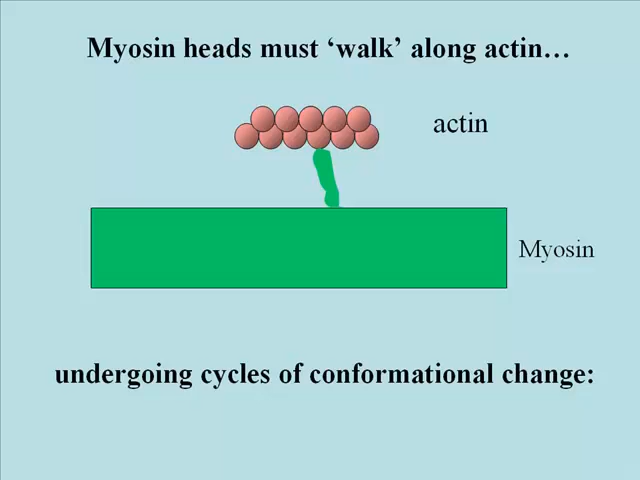 Myosin heads must ‘walk’ along actin…
actin
Myosin
undergoing cycles of conformational change: